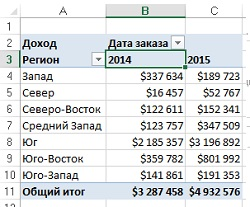 A B C
1
2 Доход Дата заказа
3 Регион 2014 2015
4 Запад $337 634 $189 723
5 Север $16 457 $52 767
6 Северо-Восток $122 611 $152 341
7 Средний Запад $123 757 $347 509
8 Юг $2 185 357 $3 196 892
9 Юго-Восток $359 782 $801 992
10 Юго-Запад $141 861 $191 353
11 Общий итог $3 287 458 $4 932 576